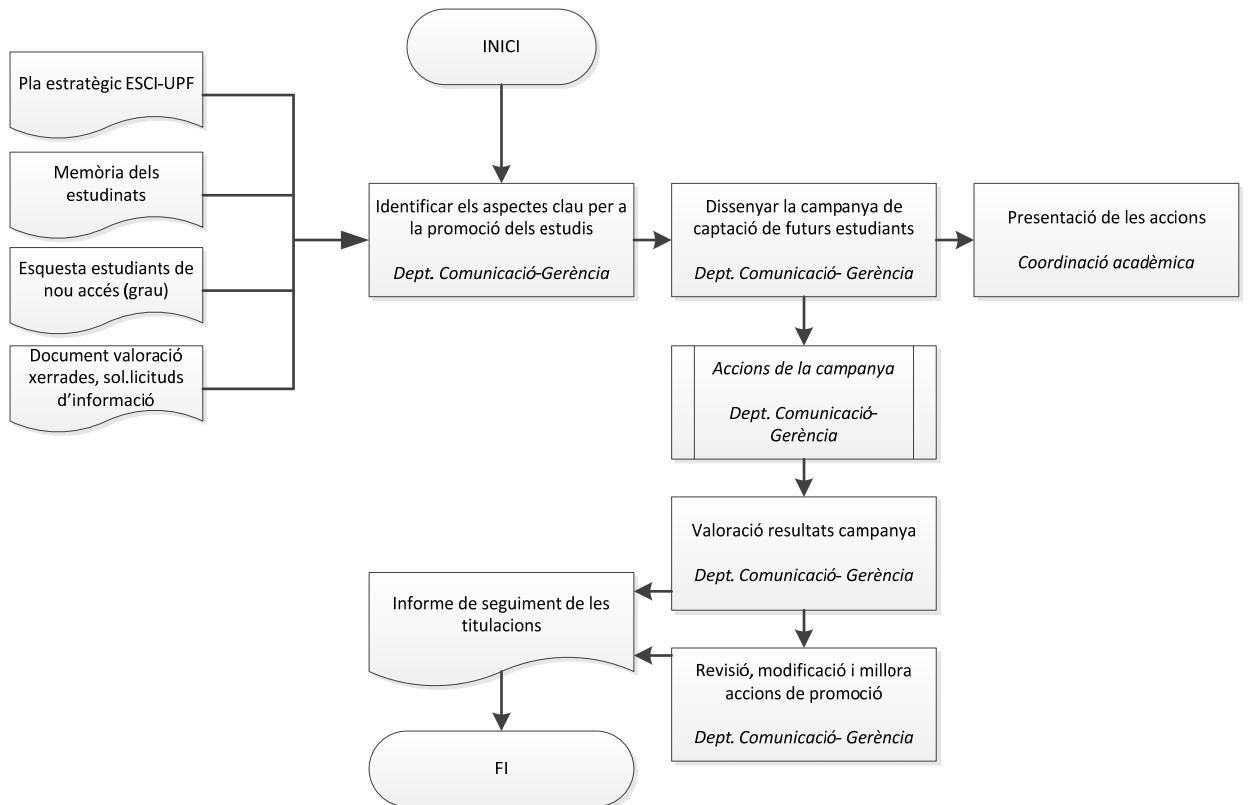 INICI
Pla estratègic ESCI-UPF
Memòria dels
estudinats
Esquesta estudiants de
nou accés (grau)
Document valoració
xerrades, sol.licituds
d'informació
Identificar els aspectes clau per a
la promoció dels estudis
Dept. Comunicació-Gerència
Dissenyar la campanya de
captació de futurs estudiants
Dept. Comunicació- Gerència
Presentació de les accions
Coordinació acadèmica
Accions de la campanya
Dept. Comunicació-
Gerència
Valoració resultats campanya
Dept. Comunicació- Gerència
Informe de seguiment de les
titulacions
Revisió, modificació i millora
accions de promoció
Dept. Comunicació- Gerència
FI